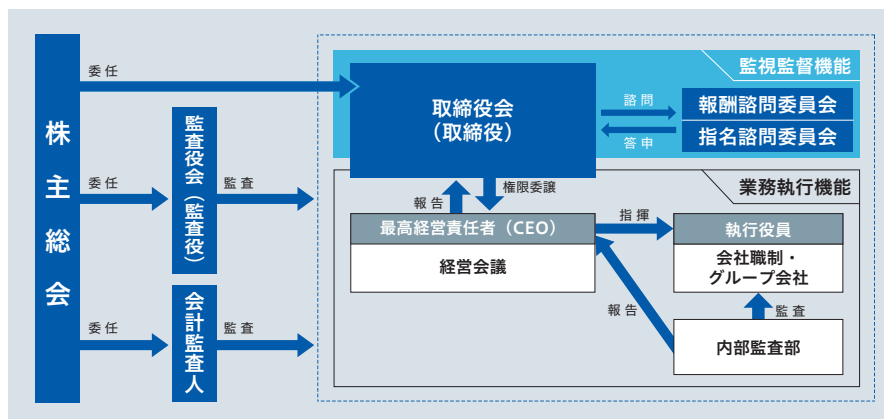 株主総会
委任
委任
委任
監査役会（監査役）
会計監査人
監査
監査
監視監督機能
取締役会
（取締役）
諮問
答申
報酬諮問委員会
指名諮問委員会
報告
権限委譲
業務執行機能
最高経営責任者（CEO）
経営会議
指揮
執行役員
会社職制・
グループ会社
報告
監査
内部監査部